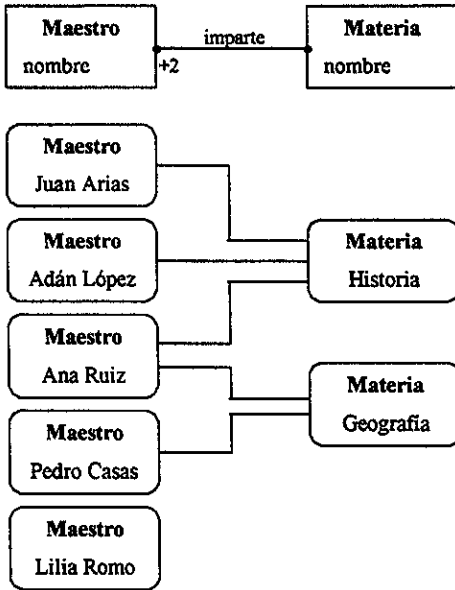 Maestro
nombre
+2
imparte
Materia
nombre
Maestro
Juan Arias
Maestro
Adán López
Maestro
Ana Ruiz
Maestro
Pedro Casas
Maestro
Lilia Romo
Materia
Historia
Materia
Geografía